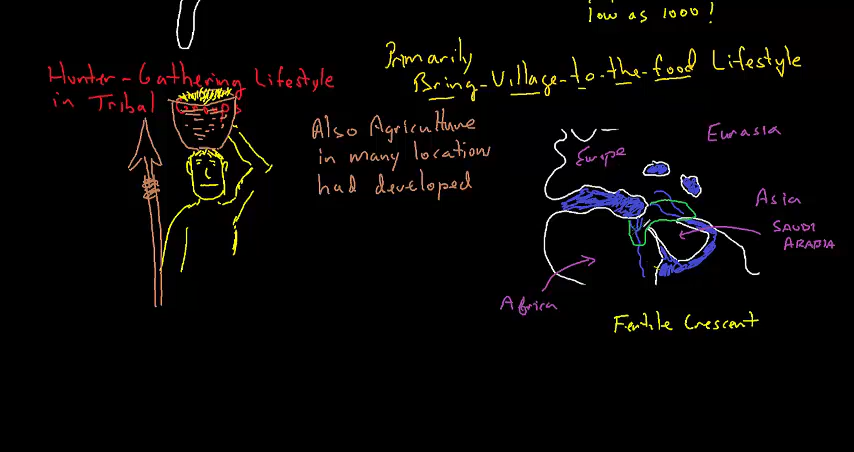 low as 1000!
Hunter-Gathering Lifestyle
in Tribal Groups
Primarily
Bring-Village-to-the-food Lifestyle
Also Agriculture
in many location
had developed
Europe
Eurasia
Asia
SAUDI
ARABIA
Africa
Fertile Crescent